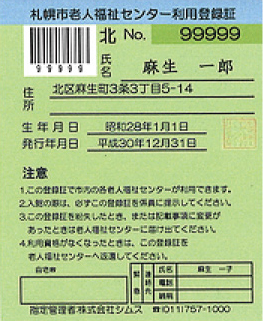 札幌市老人福祉センター利用登録証
北 No. 99999
氏名 麻生 一郎
住所 北区麻生町3条3丁目5-14
生年月日 昭和28年1月1日
発行年月日 平成30年12月31日
注意
1.この登録証で市内の各老人福祉センターが利用できます。
2.入館の際は、必ずこの登録証を係員に提示してください。
3.この登録証を紛失したとき、または記載事項に変更が
あったときは老人福祉センターに届け出てください。
4.利用資格がなくなったときは、この登録証を
老人福祉センターへ返還してください。
緊急 連絡先 氏名 麻生 一子
電話
続柄
指定管理者:株式会社シムス ☎(011)757-1000